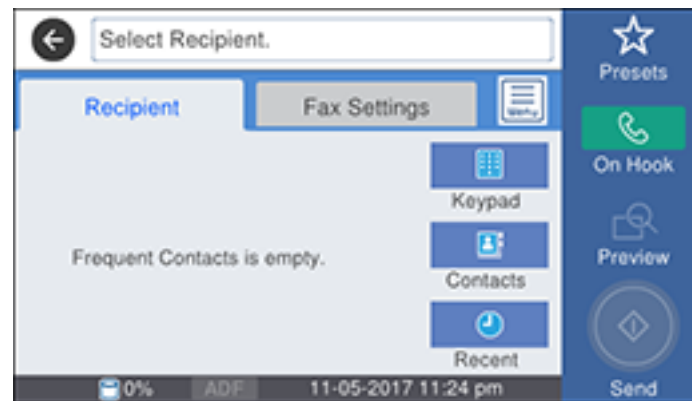 Select Recipient.
Presets
Recipient
Fax Settings
Menu
On Hook
Keypad
Preview
Frequent Contacts is empty.
Contacts
Recent
0%
ADF
11-05-2017 11:24 pm
Send